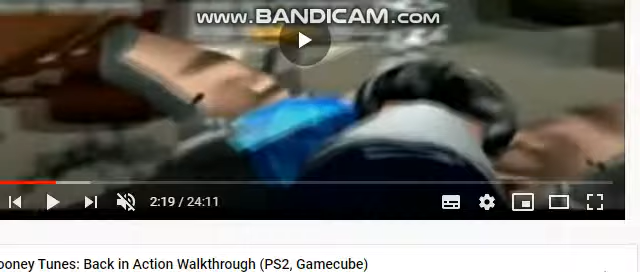 www.BANDICAM.com
2:19 / 24:11
ooney Tunes: Back in Action Walkthrough (PS2, Gamecube)